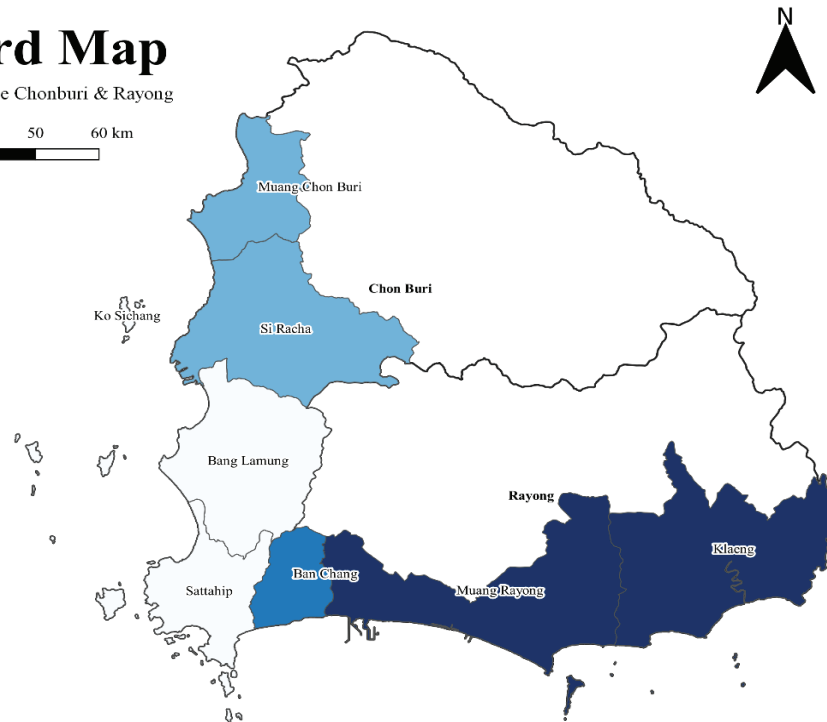 rd Map
e Chonburi & Rayong
50 60 km
N
Muang Chon Buri
Chon Buri
Ko Sichang
Si Racha
Bang Lamung
Rayong
Klaeng
Ban Chang
Sattahip
Muang Rayong